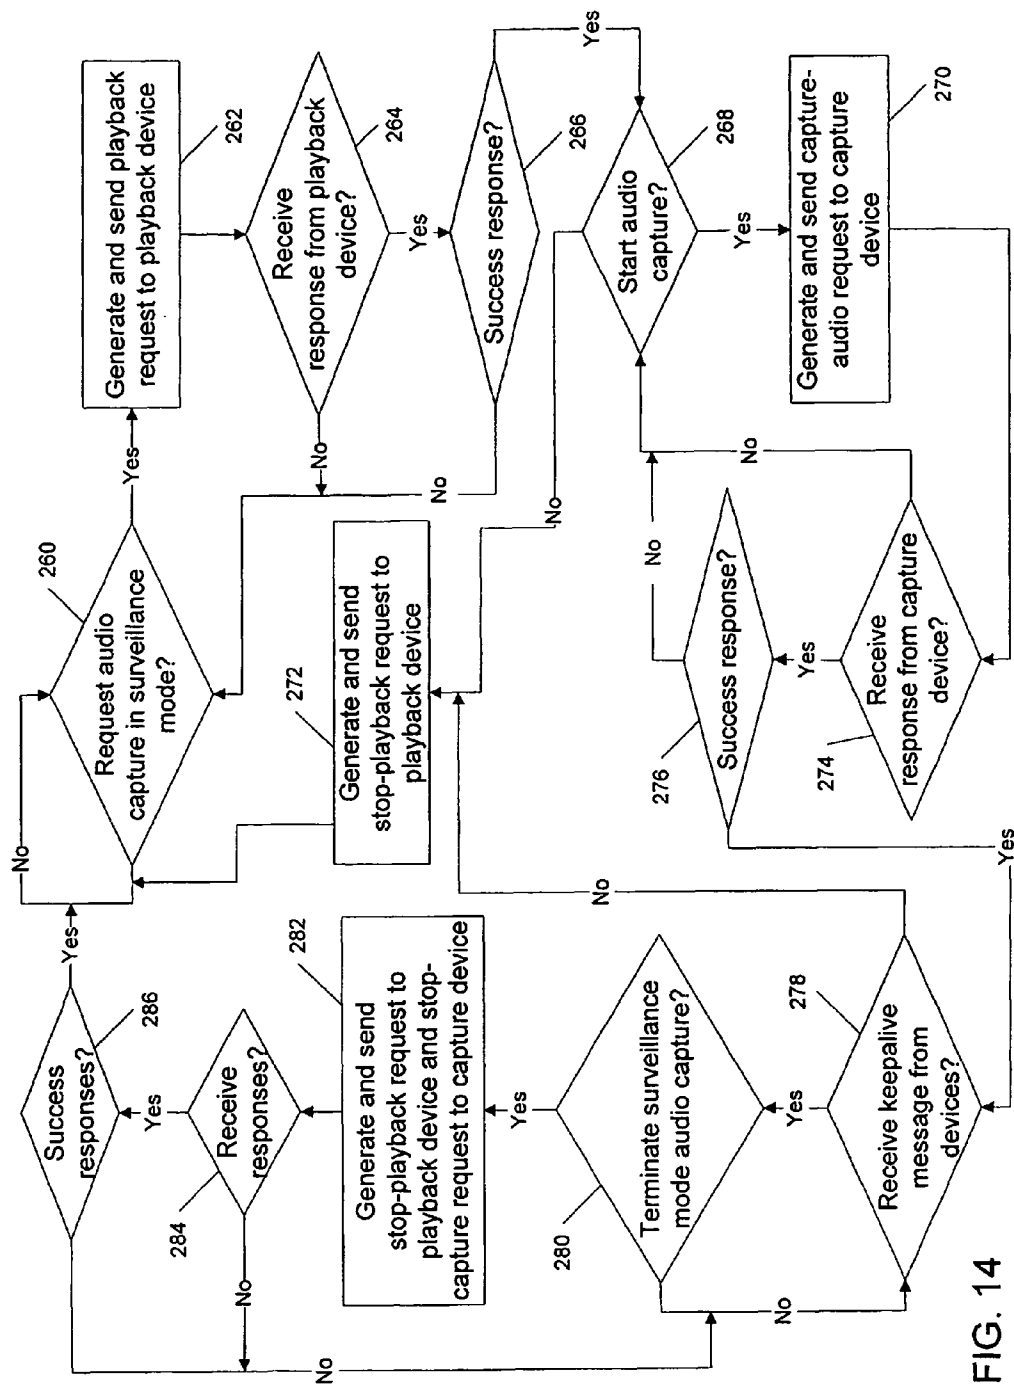 Request audio
capture in surveillance
mode?
260
No
Yes
Generate and send playback
request to playback device
262
Receive
response from playback
device?
264
No
Yes
Success response?
266
No
Yes
Start audio
capture?
268
No
Yes
Generate and send capture-
audio request to capture
device
270
Generate and send
stop-playback request to
playback device
272
Receive
response from capture
device?
274
No
Yes
Success response?
276
No
Yes
Receive keepalive
message from
devices?
278
No
Yes
Terminate surveillance
mode audio capture?
280
No
Yes
Generate and send
stop-playback request to
playback device and stop-
capture request to capture device
282
Receive
responses?
284
No
Yes
Success
responses?
286
No
Yes
FIG. 14